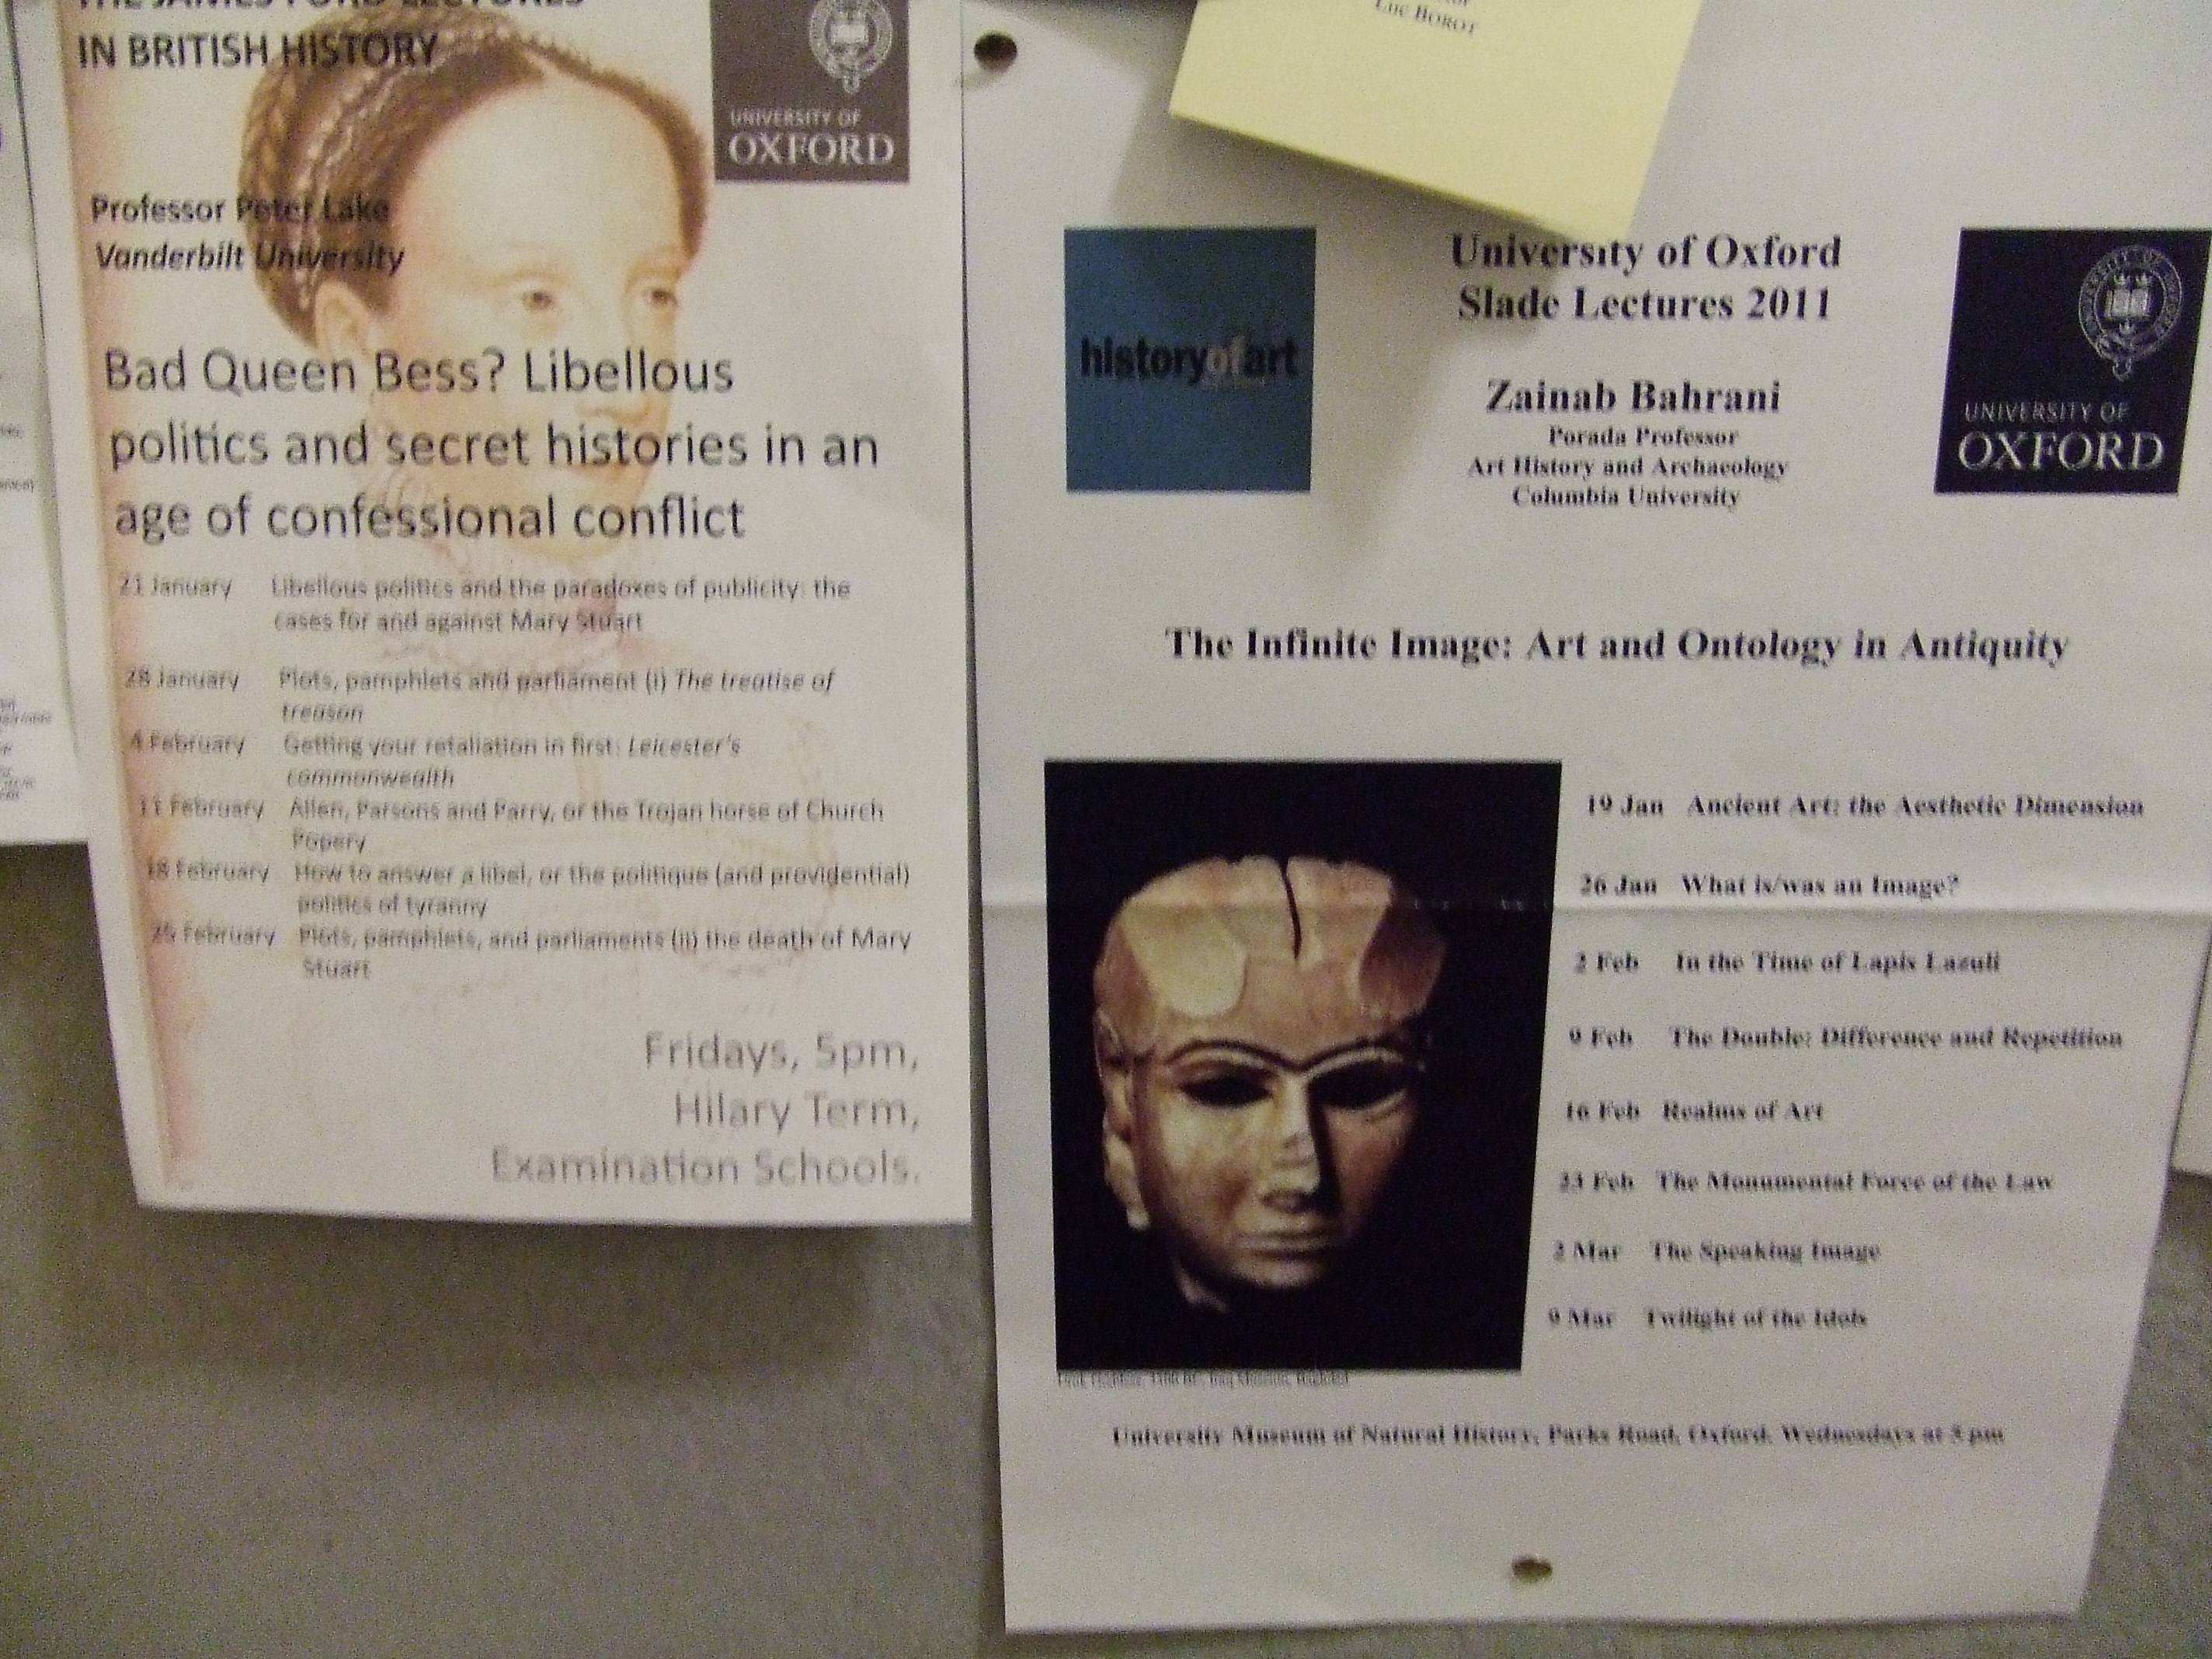 THE JAMES FORD LECTURES
IN BRITISH HISTORY
UNIVERSITY OF
OXFORD
Professor Peter Lake
Vanderbilt University
Bad Queen Bess? Libellous
politics and secret histories in an
age of confessional conflict
21 January Libellous politics and the paradoxes of publicity: the
cases for and against Mary Stuart
28 January Plots, pamphlets and parliament (i) The treatise of
treason
4 February Getting your retaliation in first: Leicester's
commonwealth
11 February Allen, Parsons and Parry, or the Trojan horse of Church
Popery
18 February How to answer a libel, or the politique (and providential)
politics of tyranny
25 February Plots, pamphlets, and parliaments (ii) the death of Mary
Stuart
Fridays, 5pm,
Hilary Term,
Examination Schools.
Luc BOROT
historyofart
University of Oxford
Slade Lectures 2011
Zainab Bahrani
Porada Professor
Art History and Archaeology
Columbia University
UNIVERSITY OF
OXFORD
The Infinite Image: Art and Ontology in Antiquity
19 Jan Ancient Art: the Aesthetic Dimension
26 Jan What is/was an Image?
2 Feb In the Time of Lapis Lazuli
9 Feb The Double: Difference and Repetition
16 Feb Realms of Art
23 Feb The Monumental Force of the Law
2 Mar The Speaking Image
9 Mar Twilight of the Idols
Iraq Museum, Baghdad
University Museum of Natural History, Parks Road, Oxford. Wednesdays at 5 pm